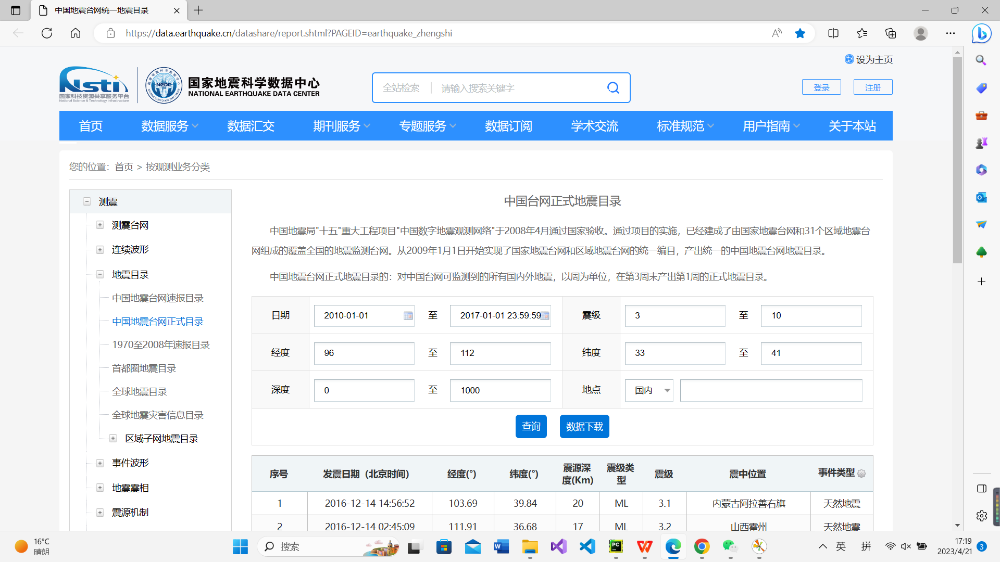 中国地震台网统一地震目录
https://data.earthquake.cn/datashare/report.shtml?PAGEID=earthquake_zhengshi
设为主页
Nsti
国家科技资源共享服务平台
National Science & Technology Infrastructure
NEDC
国家地震科学数据中心
NATIONAL EARTHQUAKE DATA CENTER
全站检索 请输入搜索关键字
登录 注册
首页 数据服务 数据汇交 期刊服务 专题服务 数据订阅 学术交流 标准规范 用户指南 关于本站
您的位置：首页 > 按观测业务分类
测震
测震台网
连续波形
地震目录
中国地震台网速报目录
中国地震台网正式目录
1970至2008年速报目录
首都圈地震目录
全球地震目录
全球地震灾害信息目录
区域子网地震目录
事件波形
地震震相
震源机制
中国台网正式地震目录
中国地震局"十五"重大工程项目"中国数字地震观测网络"于2008年4月通过国家验收。通过项目的实施，已经建成了由国家地震台网和31个区域地震台
网组成的覆盖全国的地震监测台网。从2009年1月1日开始实现了国家地震台网和区域地震台网的统一编目，产出统一的中国地震台网地震目录。
中国地震台网正式地震目录的：对中国台网可监测到的所有国内外地震，以周为单位，在第3周末产出第1周的正式地震目录。
日期 2010-01-01 至 2017-01-01 23:59:59 震级 3 至 10
经度 96 至 112 纬度 33 至 41
深度 0 至 1000 地点 国内
查询 数据下载
序号 发震日期（北京时间） 经度(°) 纬度(°) 震源深度(Km) 震级类型 震级 震中位置 事件类型
1 2016-12-14 14:56:52 103.69 39.84 20 ML 3.1 内蒙古阿拉善右旗 天然地震
2 2016-12-14 02:45:09 111.91 36.68 17 ML 3.2 山西霍州 天然地震
16°C
晴朗
搜索
英 拼
17:19
2023/4/21
3